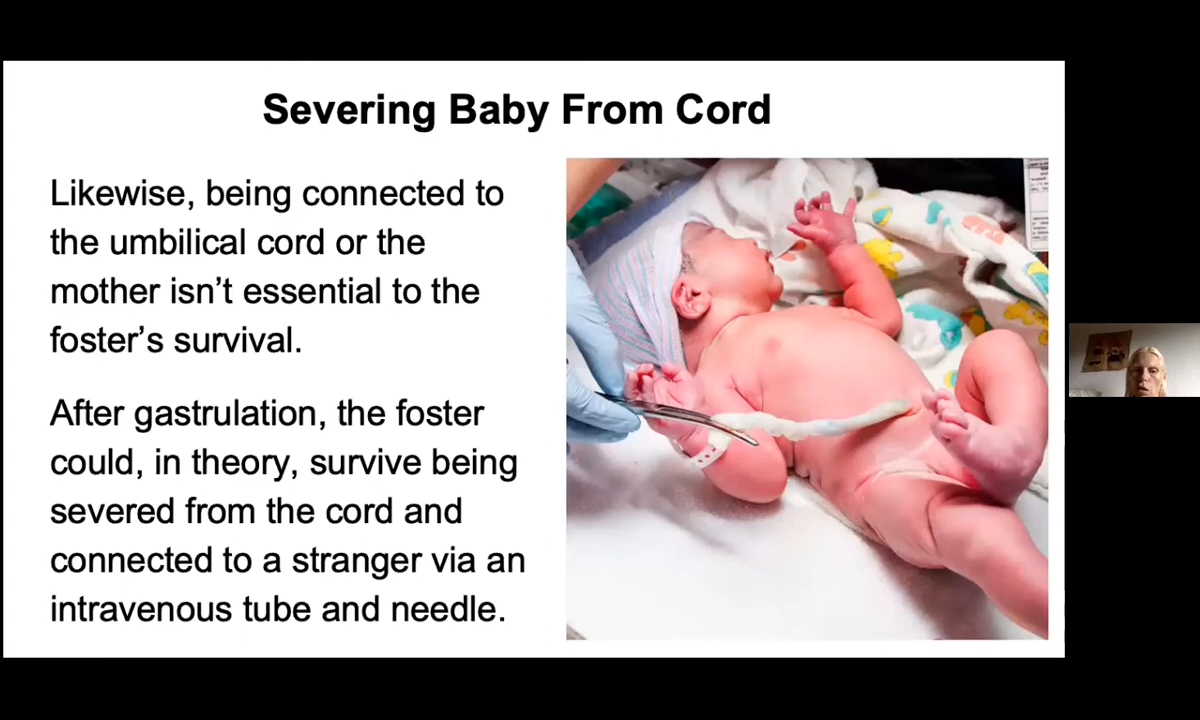 Severing Baby From Cord
Likewise, being connected to
the umbilical cord or the
mother isn't essential to the
foster's survival.
After gastrulation, the foster
could, in theory, survive being
severed from the cord and
connected to a stranger via an
intravenous tube and needle.